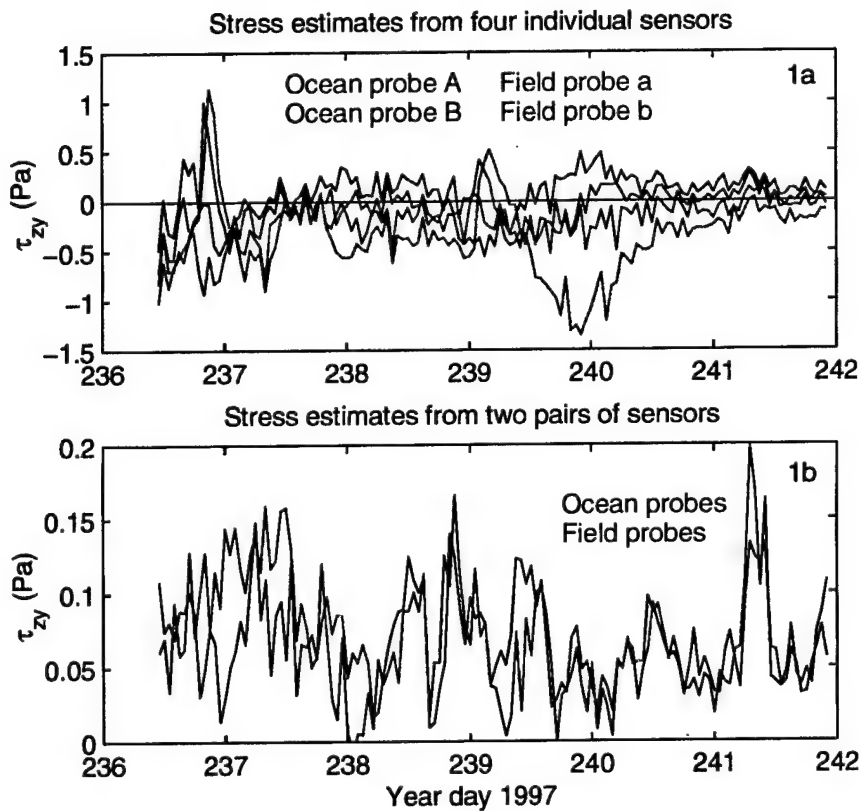 Stress estimates from four individual sensors
1a
Ocean probe A Field probe a
Ocean probe B Field probe b
τzy (Pa)
1
0.5
0
−0.5
−1
−1.5
236 237 238 239 240 241 242
Stress estimates from two pairs of sensors
0.2
1b
Ocean probes
Field probes
0.15
τzy (Pa)
0.1
0.05
0
236 237 238 239 240 241 242
Year day 1997